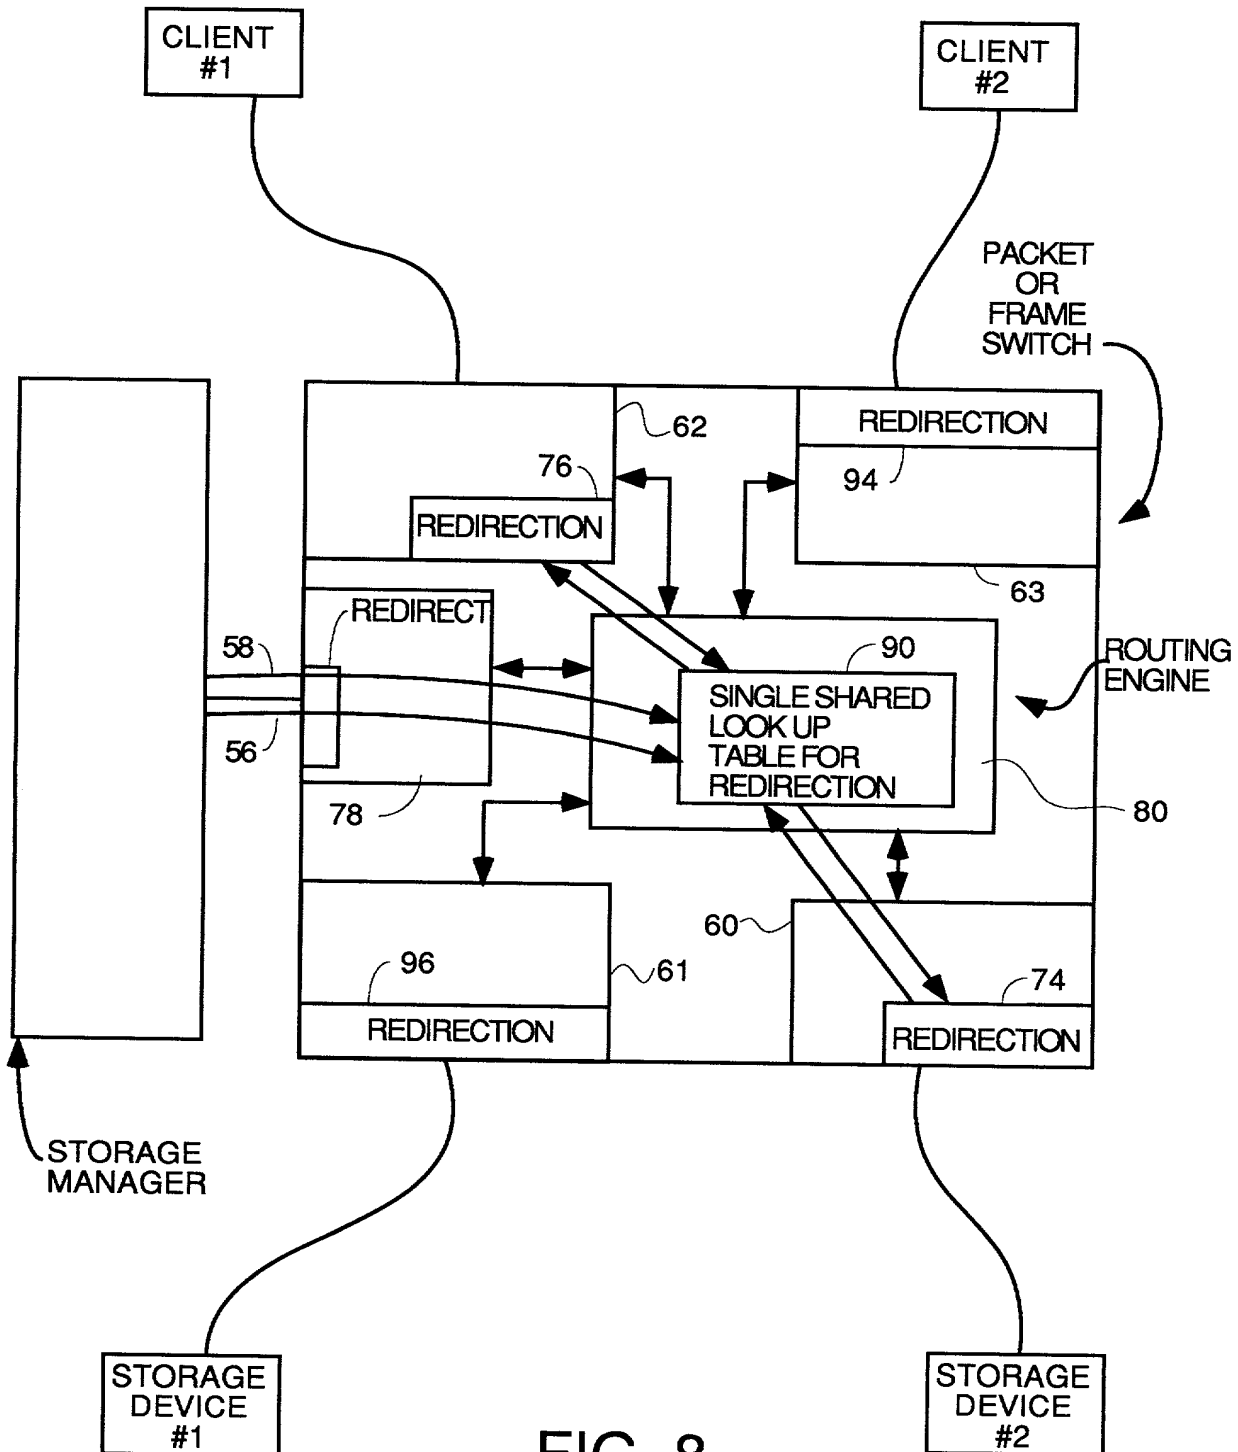 CLIENT
#1
CLIENT
#2
PACKET
OR
FRAME
SWITCH
62
REDIRECTION
94
76
REDIRECTION
63
REDIRECT
58
56
78
90
SINGLE SHARED
LOOK UP
TABLE FOR
REDIRECTION
ROUTING
ENGINE
80
60
61
96
REDIRECTION
74
REDIRECTION
STORAGE
MANAGER
STORAGE
DEVICE
#1
FIG. 8
STORAGE
DEVICE
#2